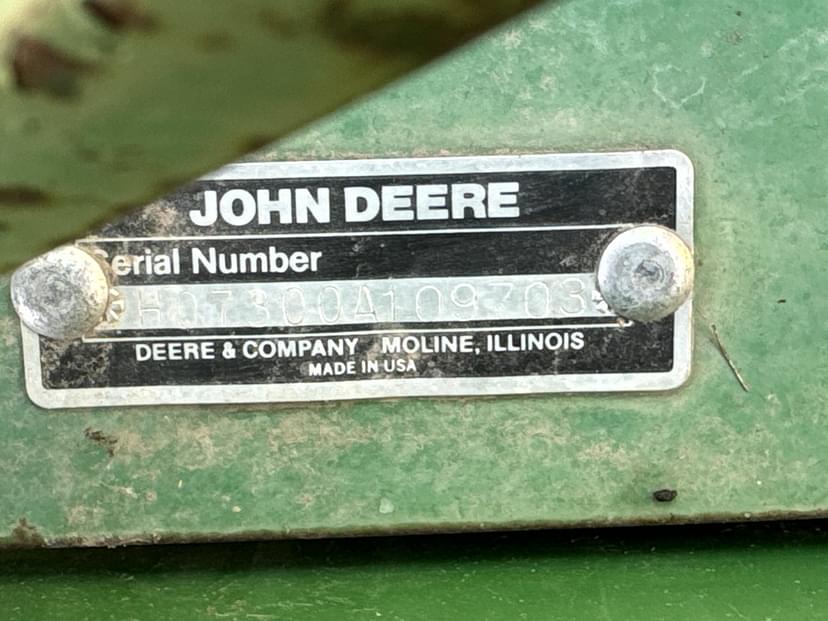 JOHN DEERE
Serial Number
*H07300A109703*
DEERE & COMPANY MOLINE, ILLINOIS
MADE IN USA